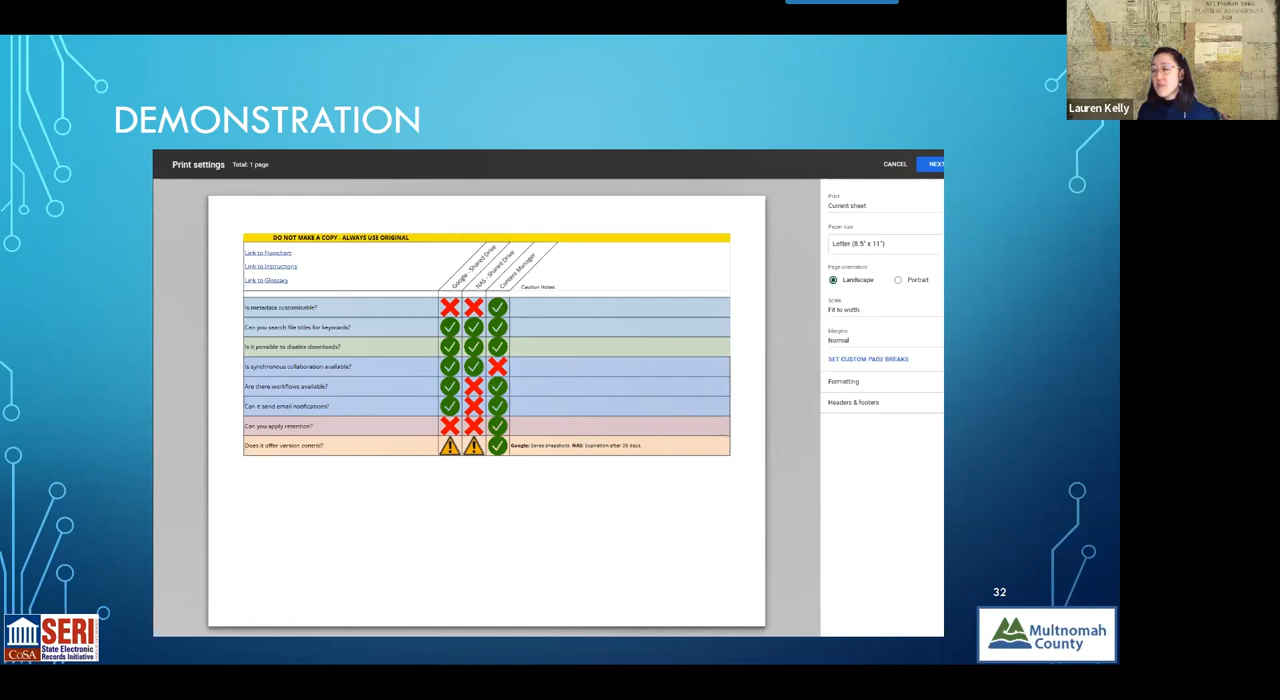 MULTNOMAH FARM
PLATTING ARRANGEMENT
Lauren Kelly
DEMONSTRATION
Print settings Total: 1 page
CANCEL
NEXT
DO NOT MAKE A COPY - ALWAYS USE ORIGINAL
Link to Flowchart
Link to Instructions
Link to Glossary
Google - Shared Drive
NAS - Shared Drive
Content Manager
Caution Notes
Is metadata customizable?
Can you search file titles for keywords?
Is it possible to disable downloads?
Is synchronous collaboration available?
Are there workflows available?
Can it send email notifications?
Can you apply retention?
Does it offer version control?
Google: Saves snapshots. NAS: Expiration after 26 days.
Print
Current sheet
Paper size
Letter (8.5" x 11")
Page orientation
Landscape
Portrait
Scale
Fit to width
Margins
Normal
SET CUSTOM PAGE BREAKS
Formatting
Headers & footers
32
CoSA
SERI
State Electronic
Records Initiative
Multnomah
County